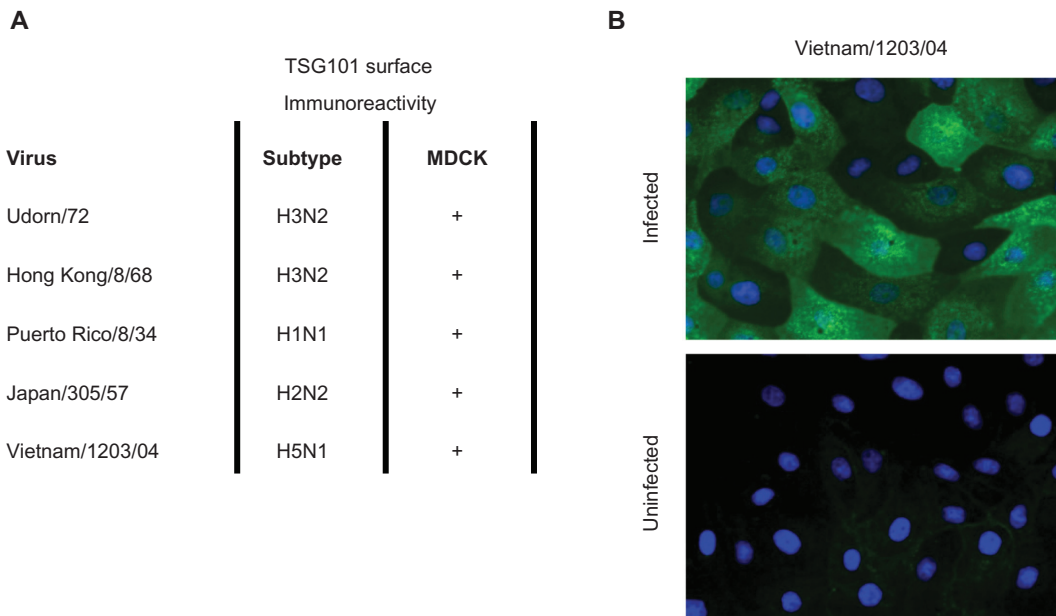 A
TSG101 surface
Immunoreactivity
Virus Subtype MDCK
Udorn/72 H3N2 +
Hong Kong/8/68 H3N2 +
Puerto Rico/8/34 H1N1 +
Japan/305/57 H2N2 +
Vietnam/1203/04 H5N1 +
B
Vietnam/1203/04
Infected
Uninfected